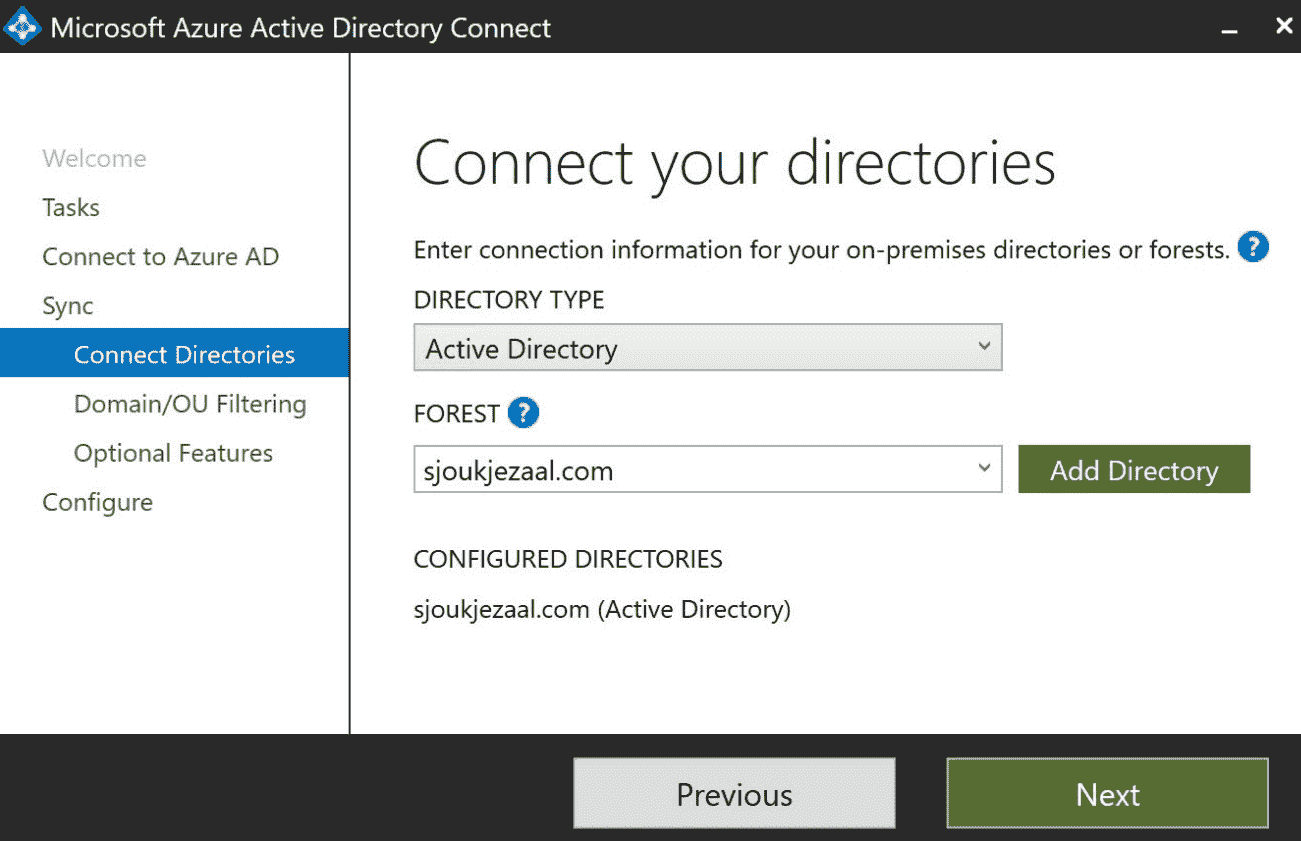 Microsoft Azure Active Directory Connect
Welcome
Tasks
Connect to Azure AD
Sync
Connect Directories
Domain/OU Filtering
Optional Features
Configure
Connect your directories
Enter connection information for your on-premises directories or forests. ?
DIRECTORY TYPE
Active Directory
FOREST ?
sjoukjezaal.com
Add Directory
CONFIGURED DIRECTORIES
sjoukjezaal.com (Active Directory)
Previous
Next